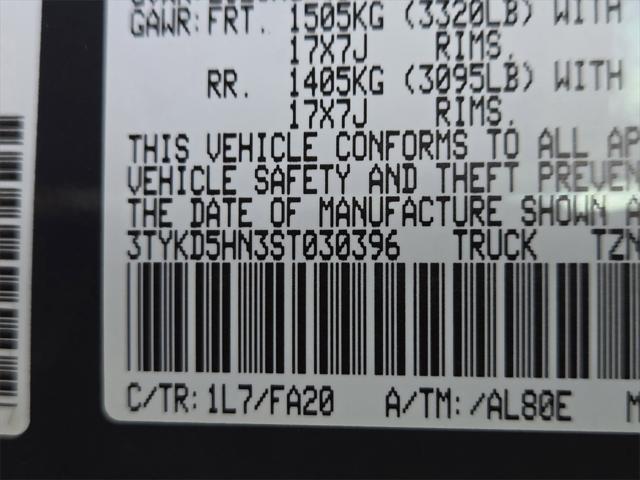 GAWR: FRT. 1505KG (3320LB) WITH
17X7J RIMS.
RR. 1405KG (3095LB) WITH
17X7J RIMS.
THIS VEHICLE CONFORMS TO ALL AP
VEHICLE SAFETY AND THEFT PREVEN
THE DATE OF MANUFACTURE SHOWN A
3TYKD5HN3ST030396 TRUCK TZN
C/TR: 1L7/FA20 A/TM: /AL80E M